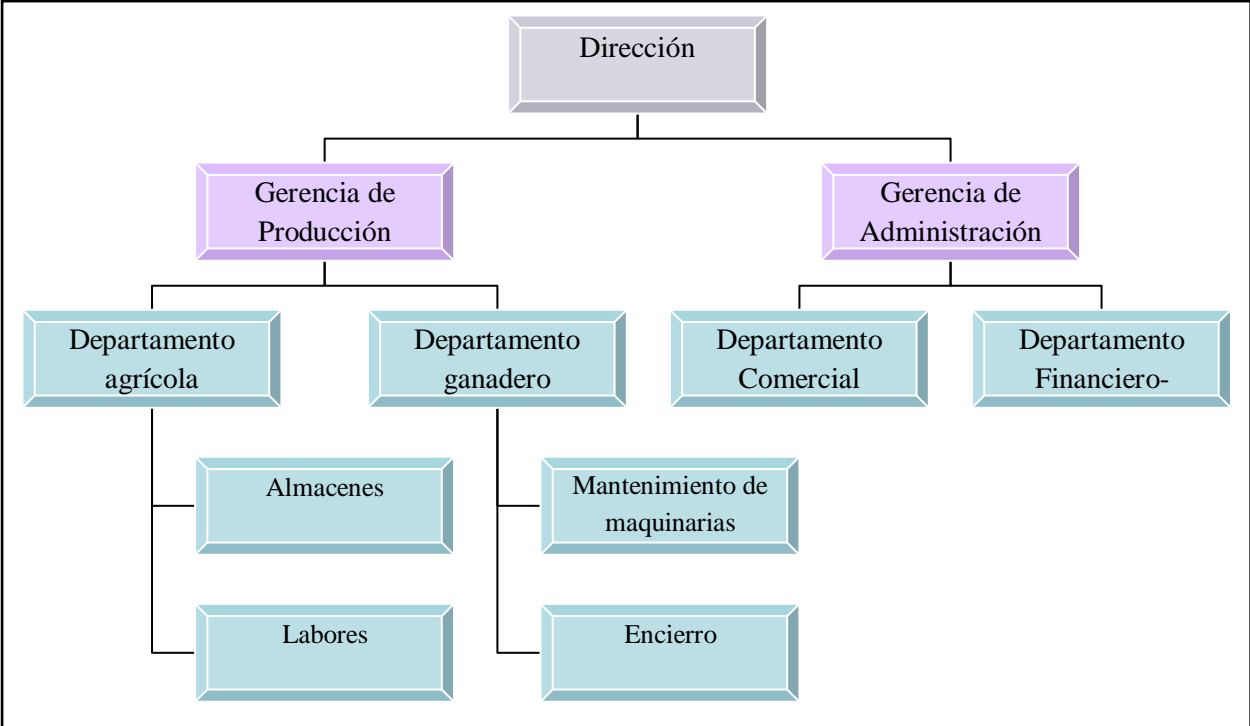 Dirección
Gerencia de
Producción
Gerencia de
Administración
Departamento
agrícola
Departamento
ganadero
Departamento
Comercial
Departamento
Financiero-
Almacenes
Mantenimiento de
maquinarias
Labores
Encierro